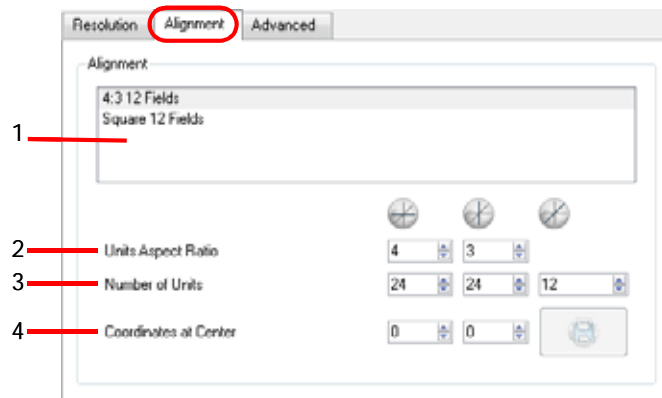 Resolution Alignment Advanced
Alignment
4:3 12 Fields
Square 12 Fields
1
2 Units Aspect Ratio 4 3
3 Number of Units 24 24 12
4 Coordinates at Center 0 0